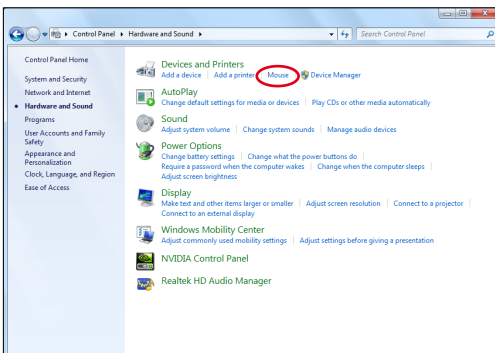 Control Panel Hardware and Sound Search Control Panel
Control Panel Home
System and Security
Network and Internet
Hardware and Sound
Programs
User Accounts and Family
Safety
Appearance and
Personalization
Clock, Language, and Region
Ease of Access
Devices and Printers
Add a device Add a printer Mouse Device Manager
AutoPlay
Change default settings for media or devices Play CDs or other media automatically
Sound
Adjust system volume Change system sounds Manage audio devices
Power Options
Change battery settings Change what the power buttons do
Require a password when the computer wakes Change when the computer sleeps
Adjust screen brightness
Display
Make text and other items larger or smaller Adjust screen resolution Connect to a projector
Connect to an external display
Windows Mobility Center
Adjust commonly used mobility settings Adjust settings before giving a presentation
NVIDIA Control Panel
Realtek HD Audio Manager